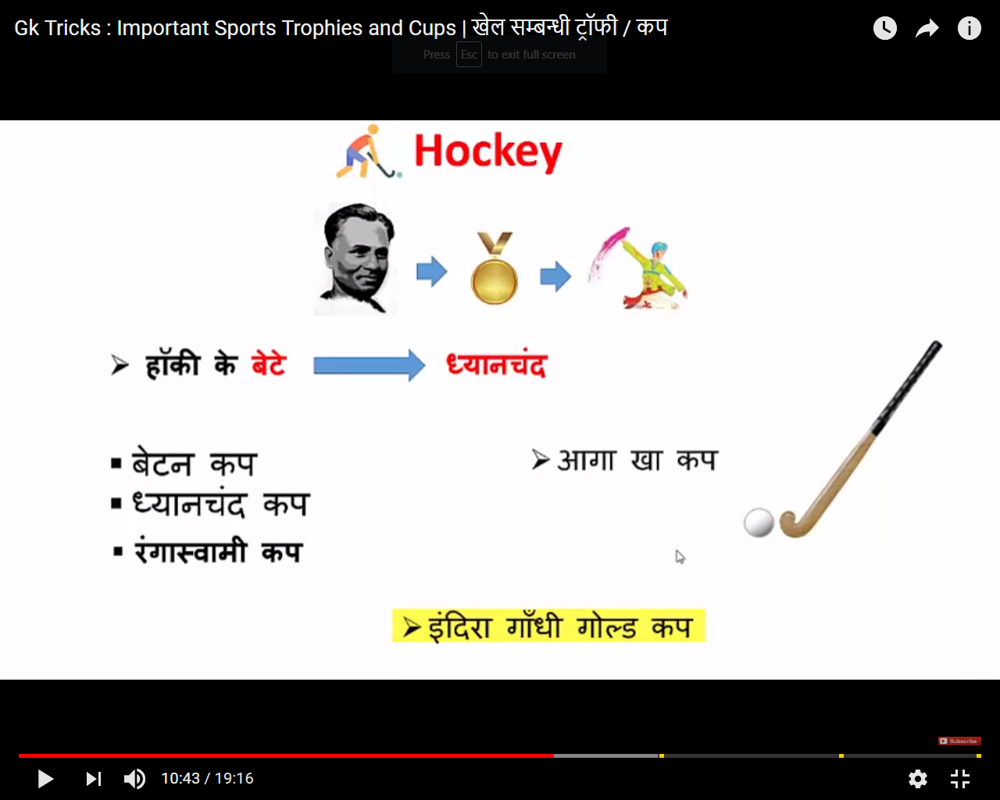 Gk Tricks : Important Sports Trophies and Cups | खेल सम्बन्धी ट्रॉफी / कप
Press Esc to exit full screen
Hockey
➢ हॉकी के बेटे ध्यानचंद
▪ बेटन कप
➢ आगा खा कप
▪ ध्यानचंद कप
▪ रंगास्वामी कप
➢ इंदिरा गाँधी गोल्ड कप
Subscribe
10:43 / 19:16